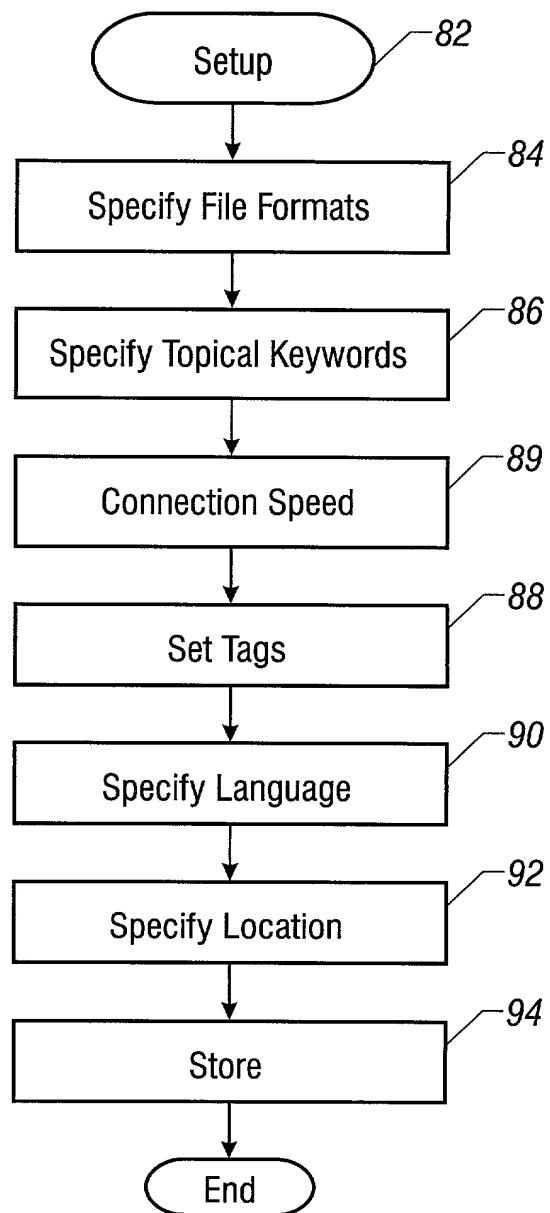 Setup
82
Specify File Formats
84
Specify Topical Keywords
86
Connection Speed
89
Set Tags
88
Specify Language
90
Specify Location
92
Store
94
End